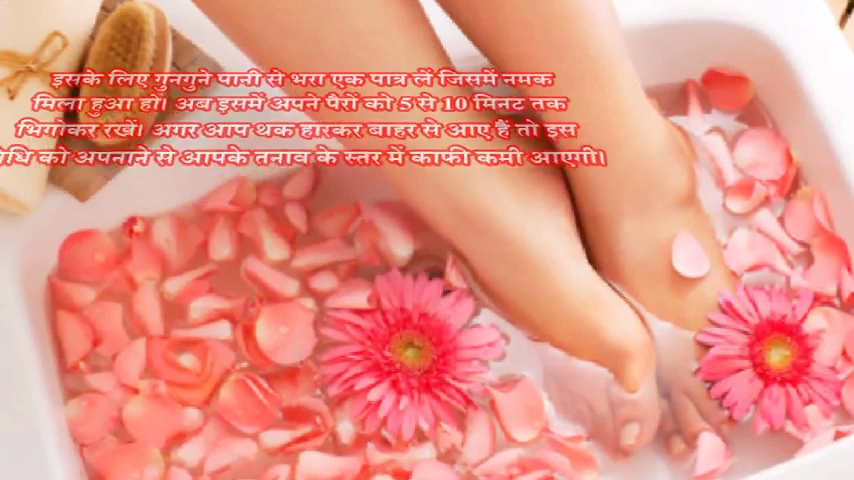 इसके लिए गुनगुने पानी से भरा एक पात्र लें जिसमें नमक
मिला हुआ हो। अब इसमें अपने पैरों को 5 से 10 मिनट तक
भिगोकर रखें। अगर आप थक हारकर बाहर से आए हैं तो इस
को अपनाने से आपके तनाव के स्तर में काफी कमी आएगी।